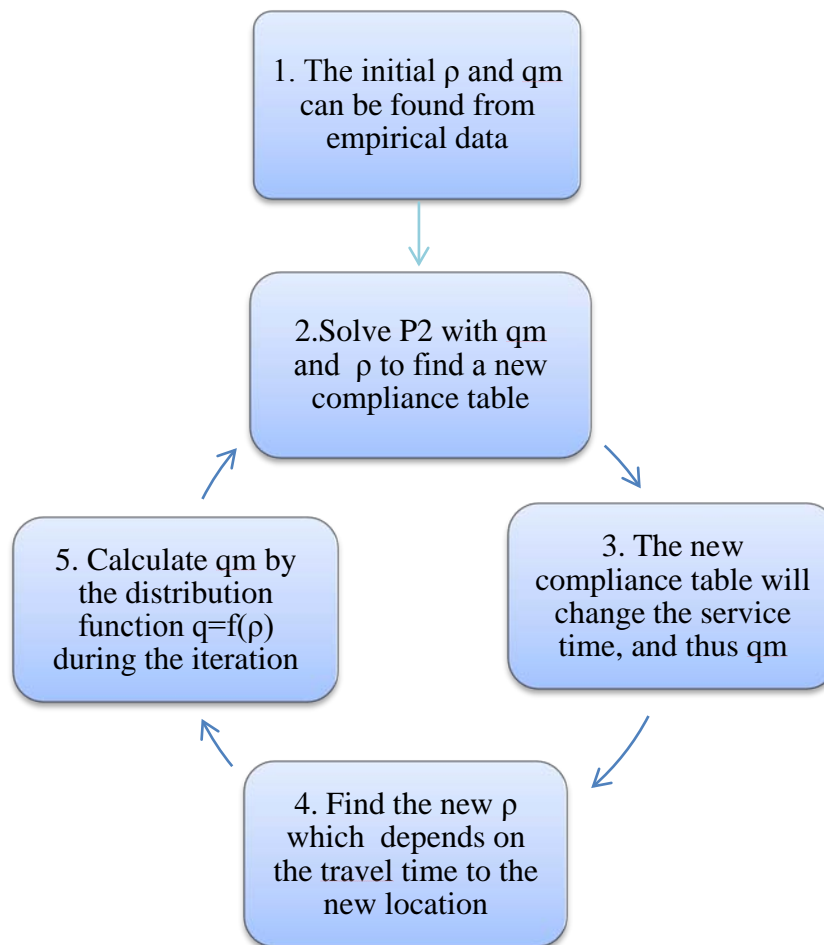 1. The initial ρ and qm
can be found from
empirical data
2.Solve P2 with qm
and ρ to find a new
compliance table
3. The new
compliance table will
change the service
time, and thus qm
4. Find the new ρ
which depends on
the travel time to the
new location
5. Calculate qm by
the distribution
function q=f(ρ)
during the iteration